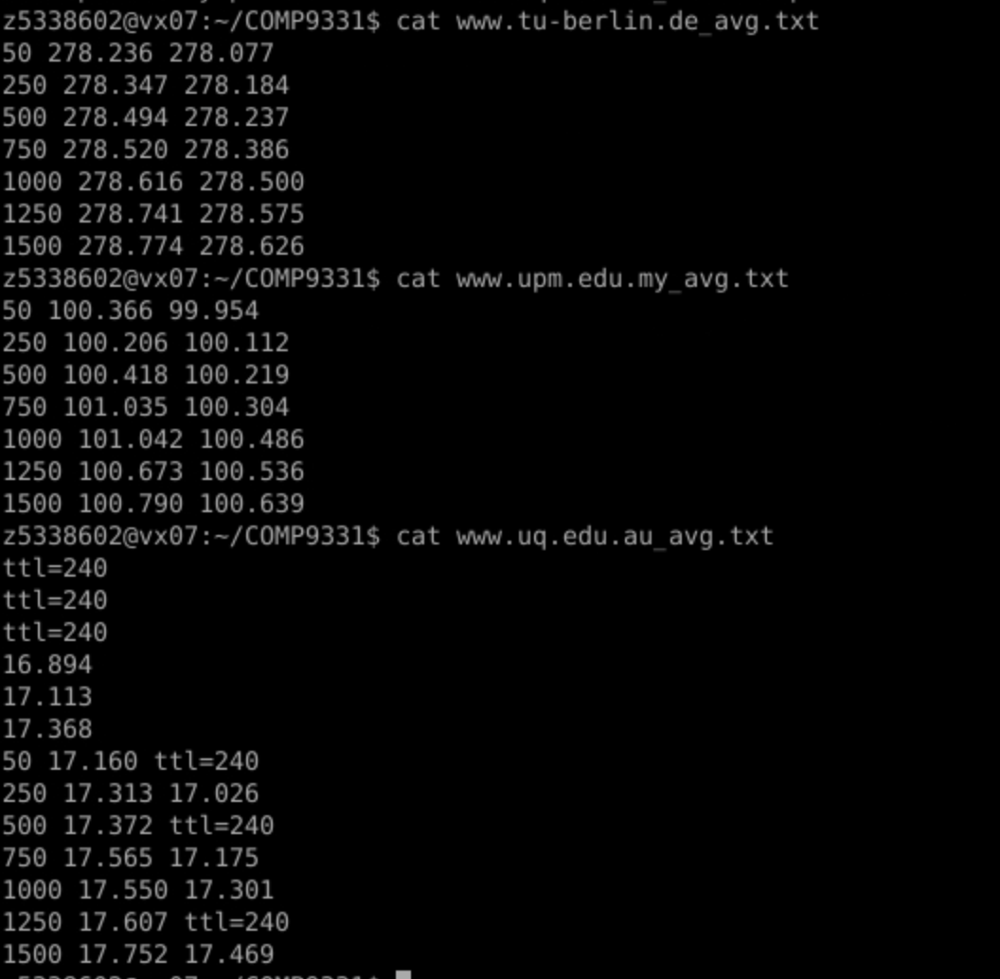 z5338602@vx07:~/COMP9331$ cat www.tu-berlin.de_avg.txt
50 278.236 278.077
250 278.347 278.184
500 278.494 278.237
750 278.520 278.386
1000 278.616 278.500
1250 278.741 278.575
1500 278.774 278.626
z5338602@vx07:~/COMP9331$ cat www.upm.edu.my_avg.txt
50 100.366 99.954
250 100.206 100.112
500 100.418 100.219
750 101.035 100.304
1000 101.042 100.486
1250 100.673 100.536
1500 100.790 100.639
z5338602@vx07:~/COMP9331$ cat www.uq.edu.au_avg.txt
ttl=240
ttl=240
ttl=240
16.894
17.113
17.368
50 17.160 ttl=240
250 17.313 17.026
500 17.372 ttl=240
750 17.565 17.175
1000 17.550 17.301
1250 17.607 ttl=240
1500 17.752 17.469